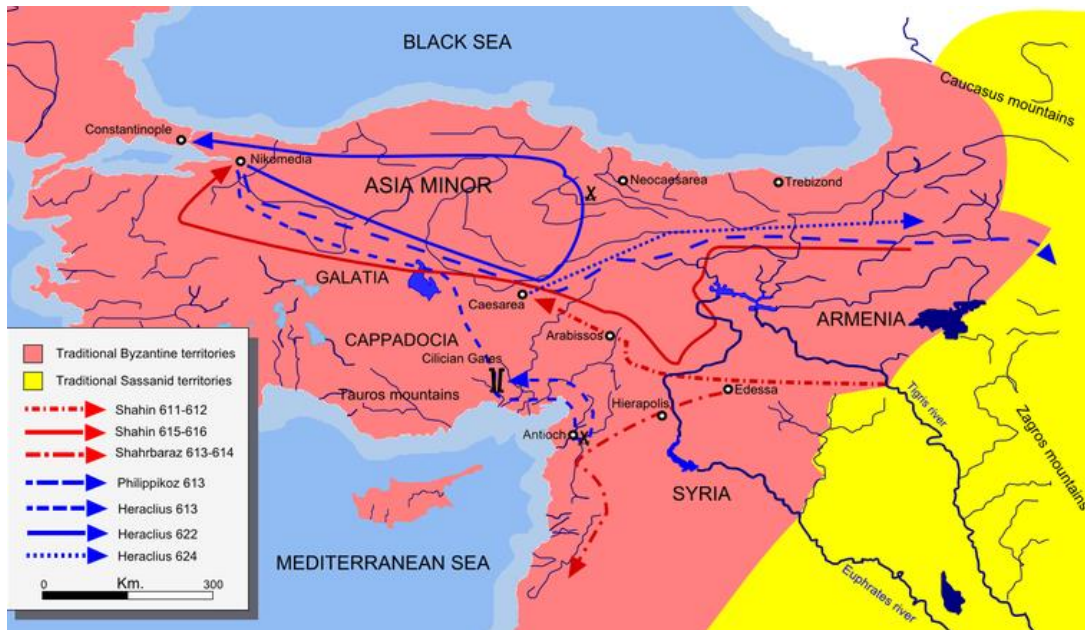 BLACK SEA
Caucasus mountains
Constantinople
Nikomedia
ASIA MINOR
Neocaesarea
Trebizond
X
GALATIA
Caesarea
ARMENIA
CAPPADOCIA
Arabissos
Cilician Gates
Tauros mountains
Hierapolis
Edessa
Tigris river
Zagros mountains
Antioch
X
SYRIA
MEDITERRANEAN SEA
Euphrates river
Traditional Byzantine territories
Traditional Sassanid territories
Shahin 611-612
Shahin 615-616
Shahrbaraz 613-614
Philippikoz 613
Heraclius 613
Heraclius 622
Heraclius 624
0 Km. 300